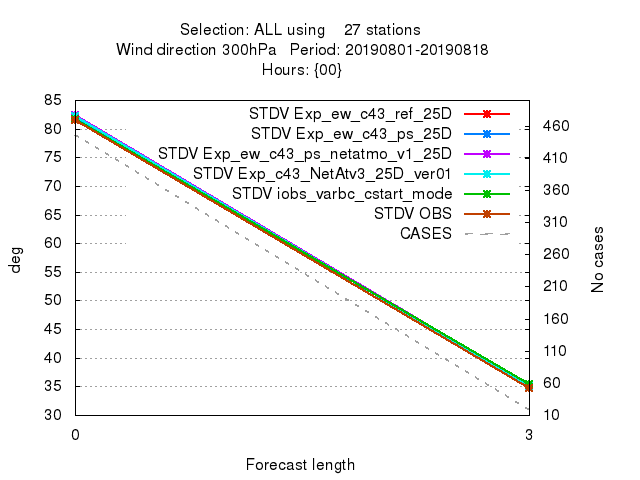 Selection: ALL using 27 stations
Wind direction 300hPa Period: 20190801-20190818
Hours: {00}
STDV Exp_ew_c43_ref_25D
STDV Exp_ew_c43_ps_25D
STDV Exp_ew_c43_ps_netatmo_v1_25D
STDV Exp_c43_NetAtv3_25D_ver01
STDV iobs_varbc_cstart_mode
STDV OBS
CASES
85
80
75
70
65
60
55
50
45
40
35
30
deg
460
410
360
310
260
210
160
110
60
10
No cases
0
3
Forecast length